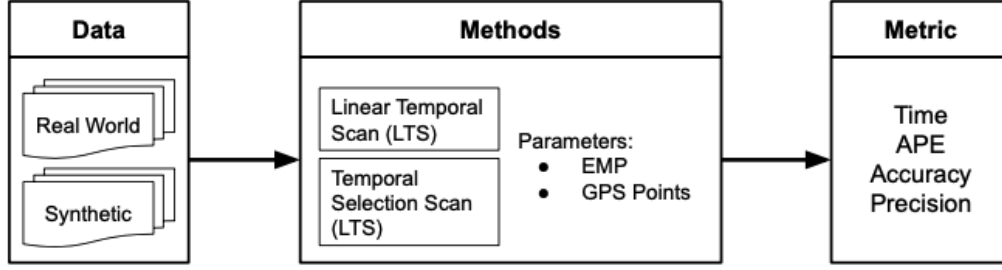 Data
Real World
Synthetic
Methods
Linear Temporal
Scan (LTS)
Temporal
Selection Scan
(LTS)
Parameters:
● EMP
● GPS Points
Metric
Time
APE
Accuracy
Precision